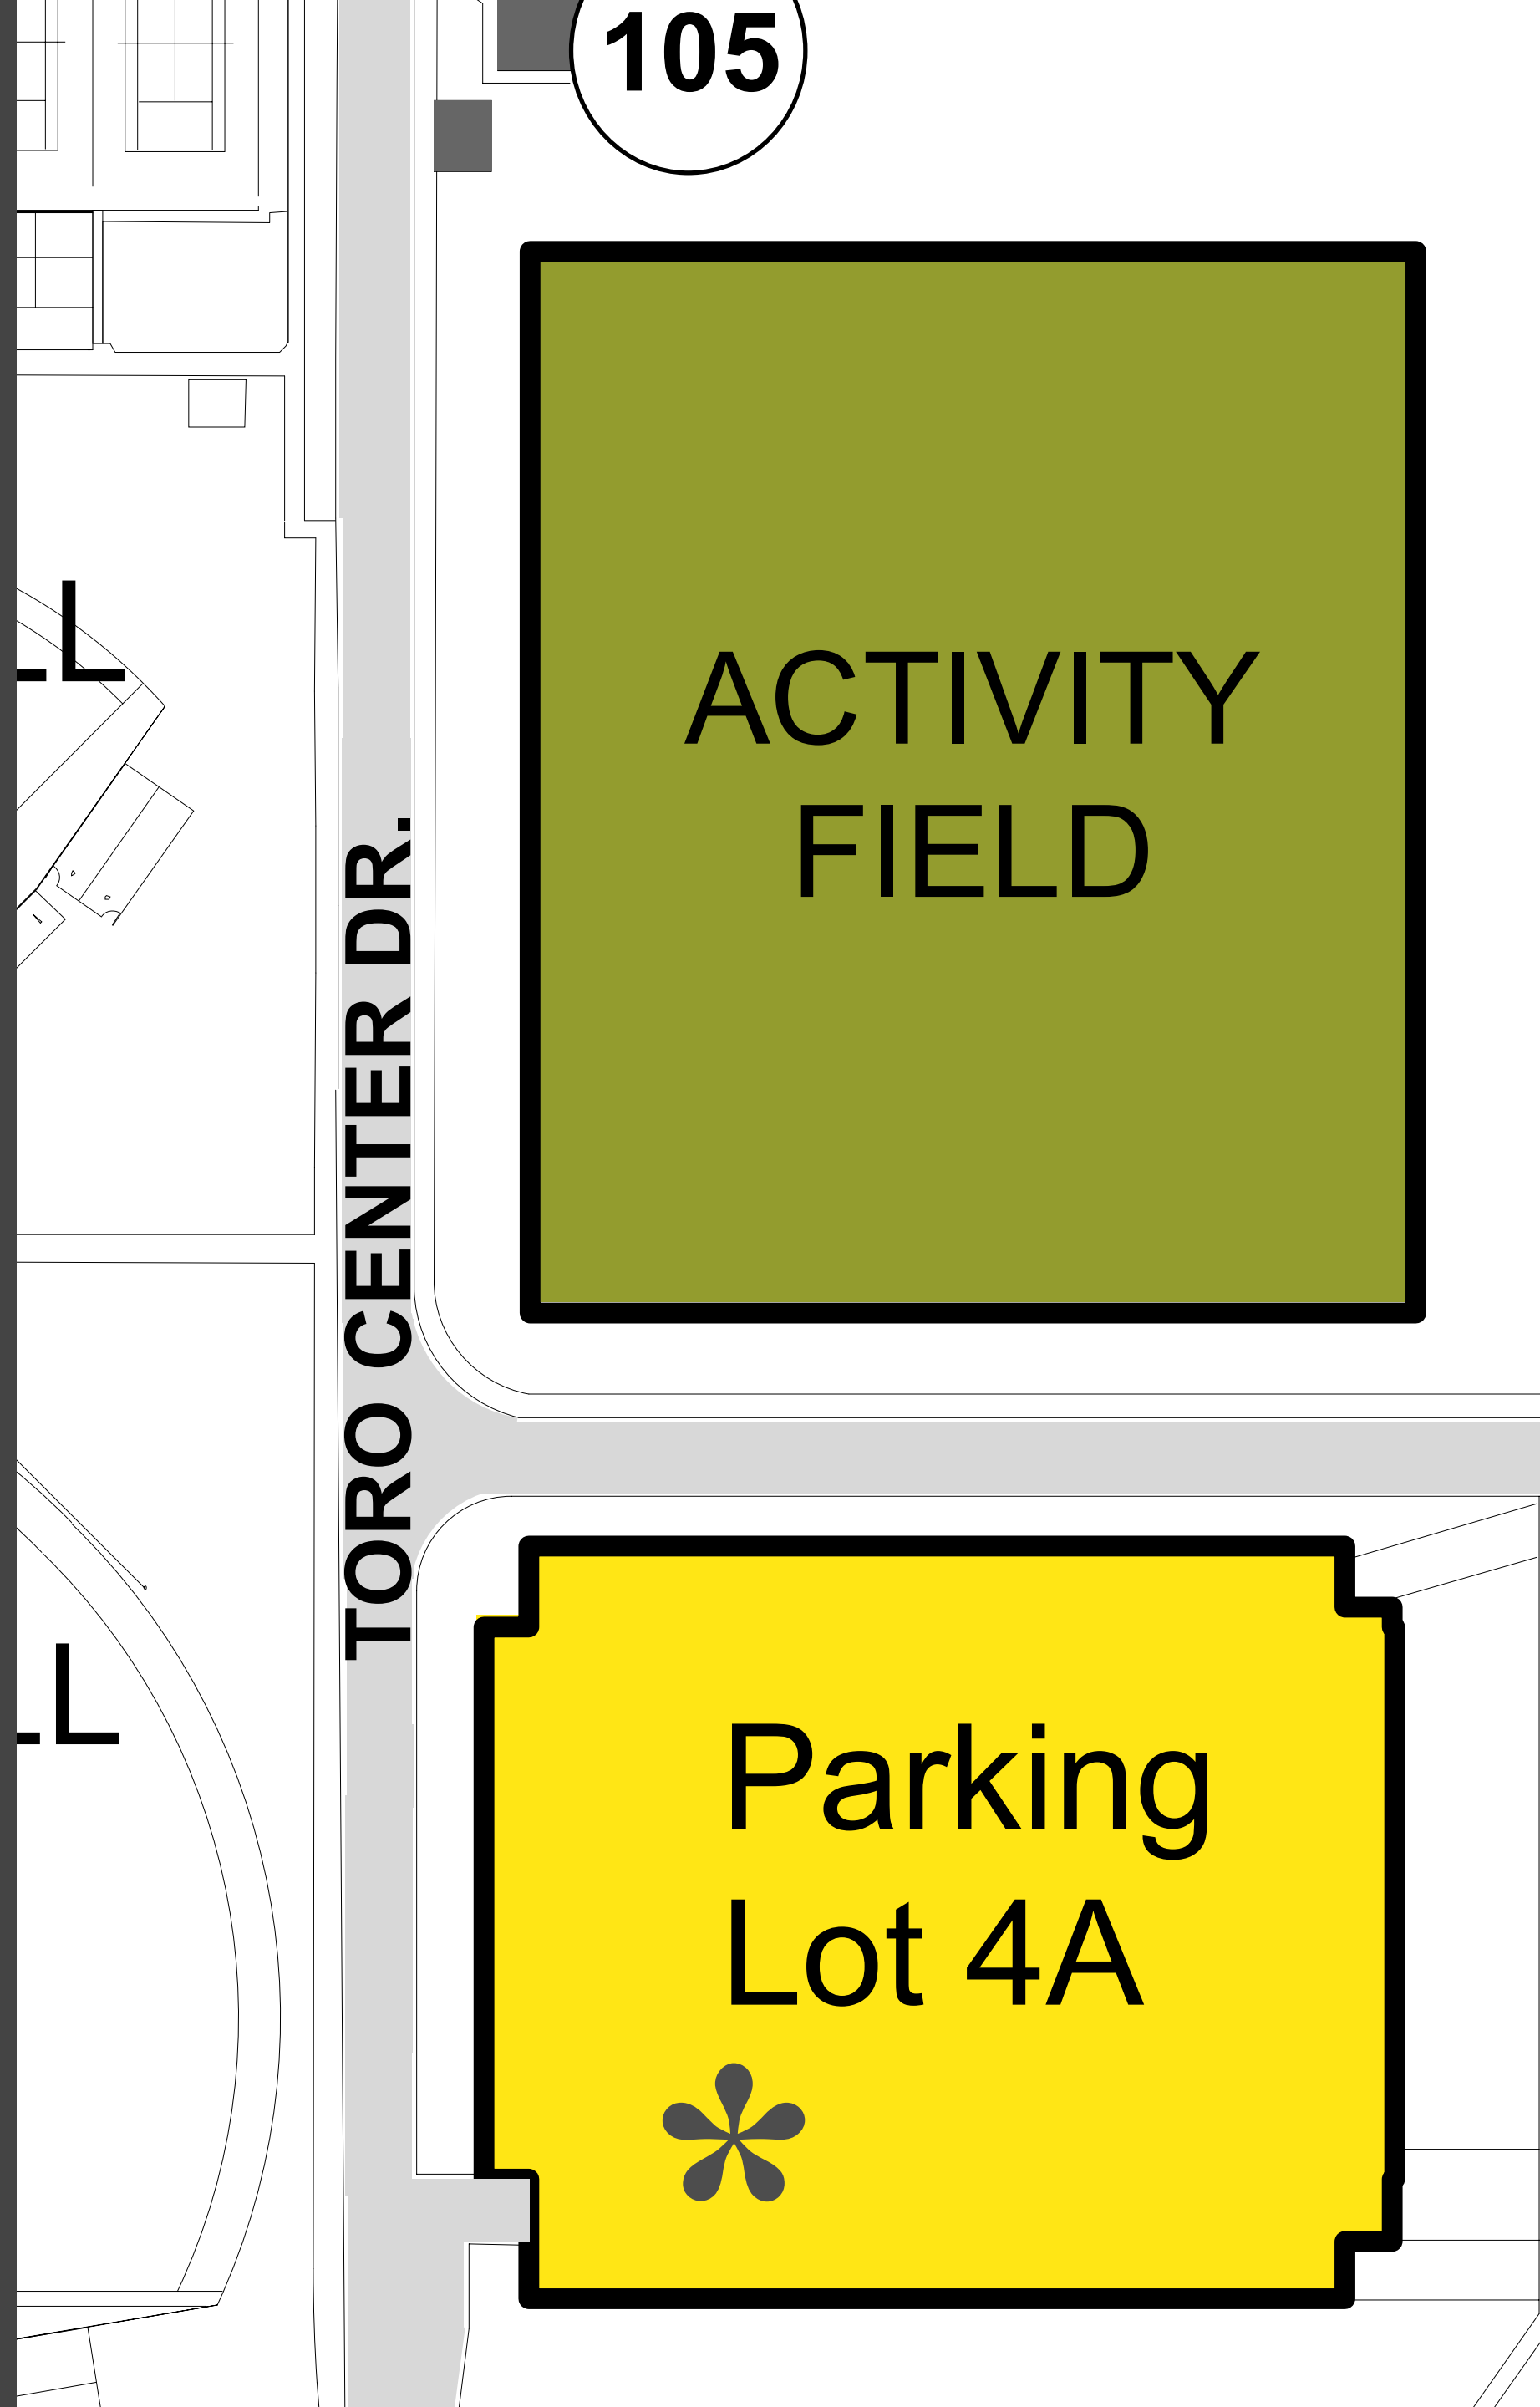 105
ACTIVITY
FIELD
TORO CENTER DR.
Parking
Lot 4A
*